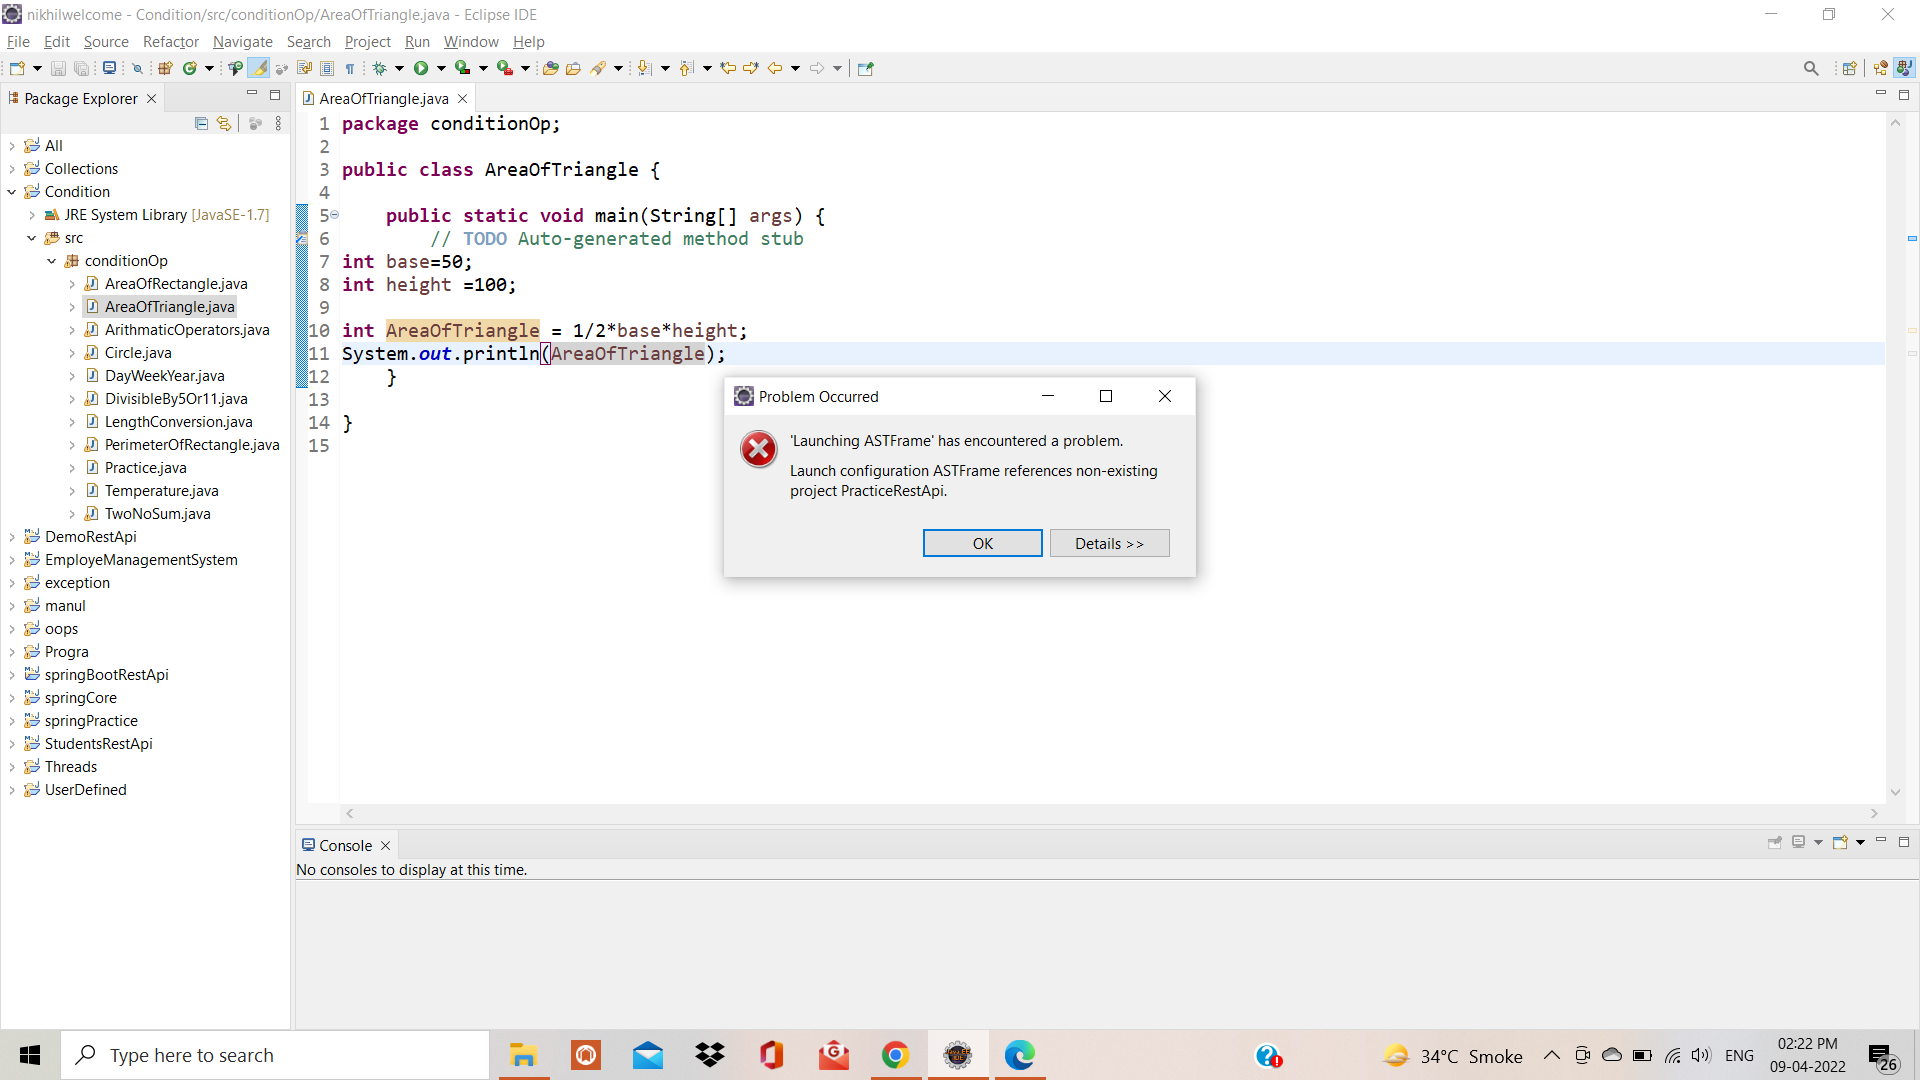 nikhilwelcome - Condition/src/conditionOp/AreaOfTriangle.java - Eclipse IDE
File Edit Source Refactor Navigate Search Project Run Window Help
Package Explorer
All
Collections
Condition
JRE System Library [JavaSE-1.7]
src
conditionOp
AreaOfRectangle.java
AreaOfTriangle.java
ArithmaticOperators.java
Circle.java
DayWeekYear.java
DivisibleBy5Or11.java
LengthConversion.java
PerimeterOfRectangle.java
Practice.java
Temperature.java
TwoNoSum.java
DemoRestApi
EmployeManagementSystem
exception
manul
oops
Progra
springBootRestApi
springCore
springPractice
StudentsRestApi
Threads
UserDefined
AreaOfTriangle.java
1 package conditionOp;
2
3 public class AreaOfTriangle {
4
5 public static void main(String[] args) {
6 // TODO Auto-generated method stub
7 int base=50;
8 int height =100;
9
10 int AreaOfTriangle = 1/2*base*height;
11 System.out.println(AreaOfTriangle);
12 }
13
14 }
15
Problem Occurred
'Launching ASTFrame' has encountered a problem.
Launch configuration ASTFrame references non-existing
project PracticeRestApi.
OK Details >>
Console
No consoles to display at this time.
Type here to search
34°C Smoke
ENG
02:22 PM
09-04-2022
26